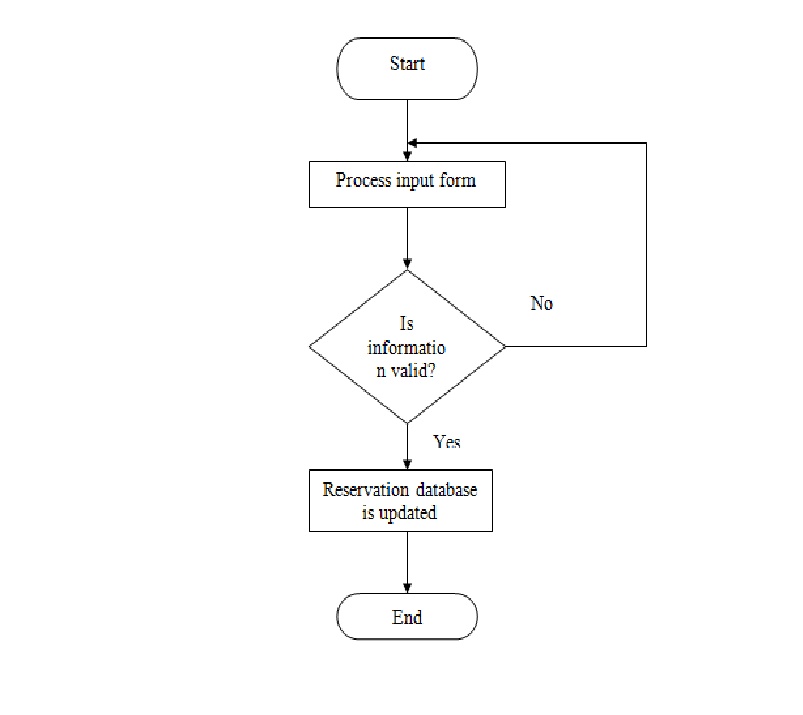 Start
Process input form
No
Is
informatio
n valid?
Yes
Reservation database
is updated
End